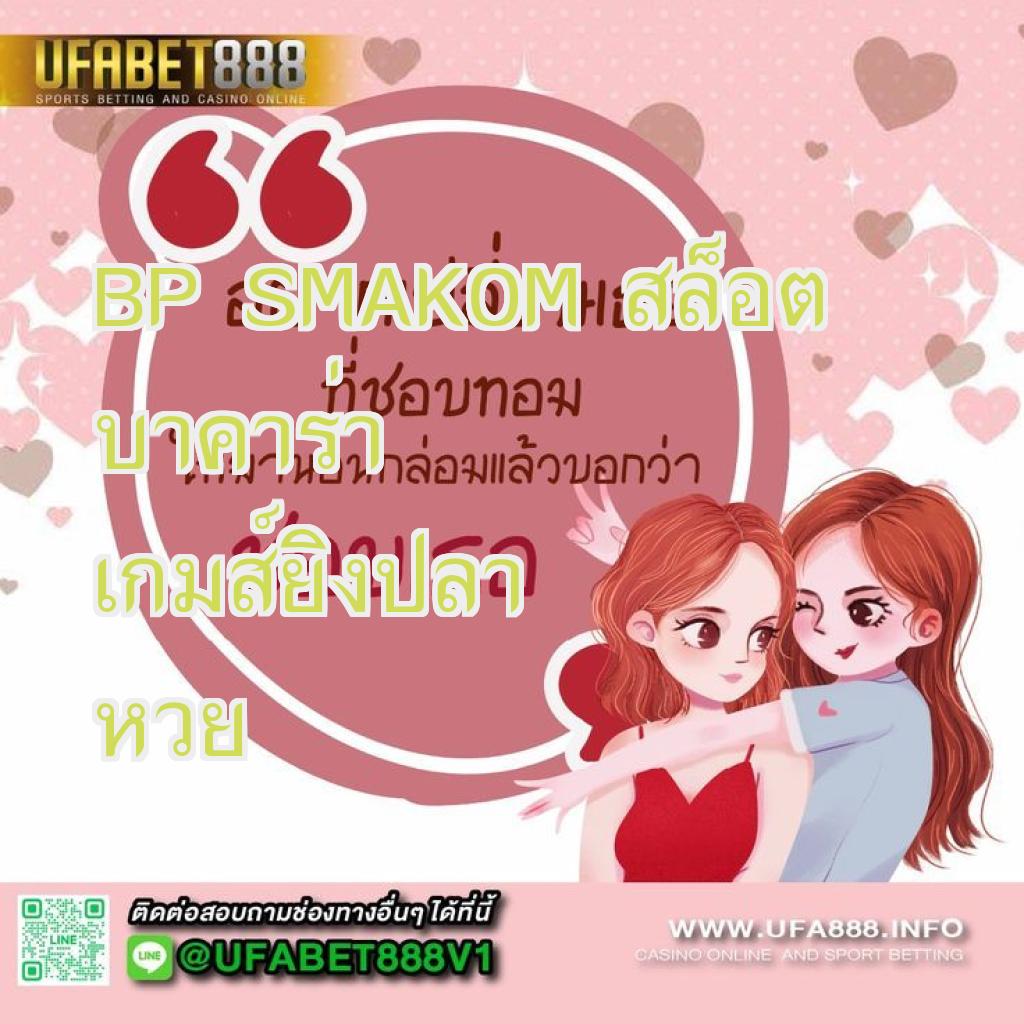 UFABET888
SPORTS BETTING AND CASINO ONLINE
BP SMAKOM สล็อต
ที่ชอบทอม
บาคาร่า
กล่อมแล้วบอกว่า
เกมส์ยิงปลา
หวย
LINE
ติดต่อสอบถามช่องทางอื่นๆ ได้ที่นี้
LINE @UFABET888V1
WWW.UFA888.INFO
CASINO ONLINE AND SPORT BETTING